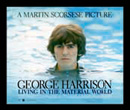 A MARTIN SCORSESE PICTURE
GEORGE HARRISON
LIVING IN THE MATERIAL WORLD